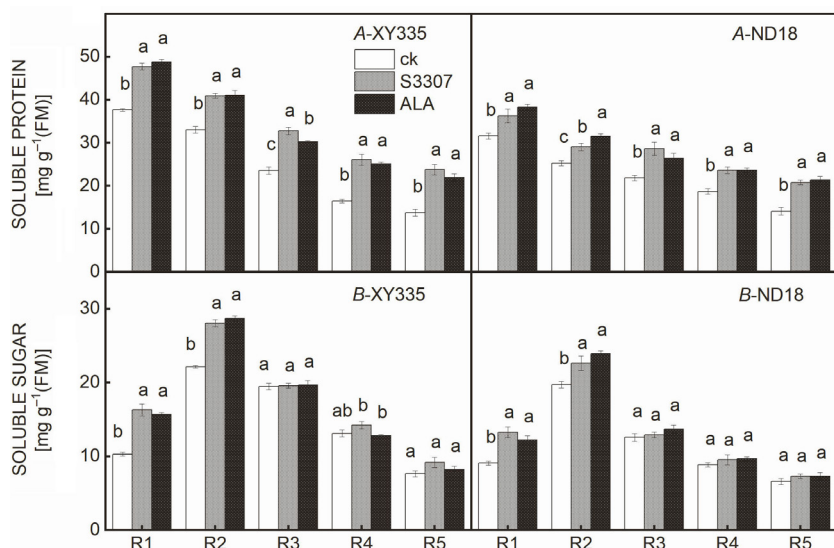 A-XY335
A-ND18
ck
S3307
ALA
SOLUBLE PROTEIN
[mg g⁻¹(FM)]
50
40
30
20
10
0
b a a
b a a
c a b
b a a
b a a
b a a
c b a
b a a
b a a
b a a
B-XY335
B-ND18
SOLUBLE SUGAR
[mg g⁻¹(FM)]
30
20
10
0
b a a
b a a
a a a
ab b b
a a a
b a a
b a a
a a a
a a a
a a a
R1 R2 R3 R4 R5 R1 R2 R3 R4 R5